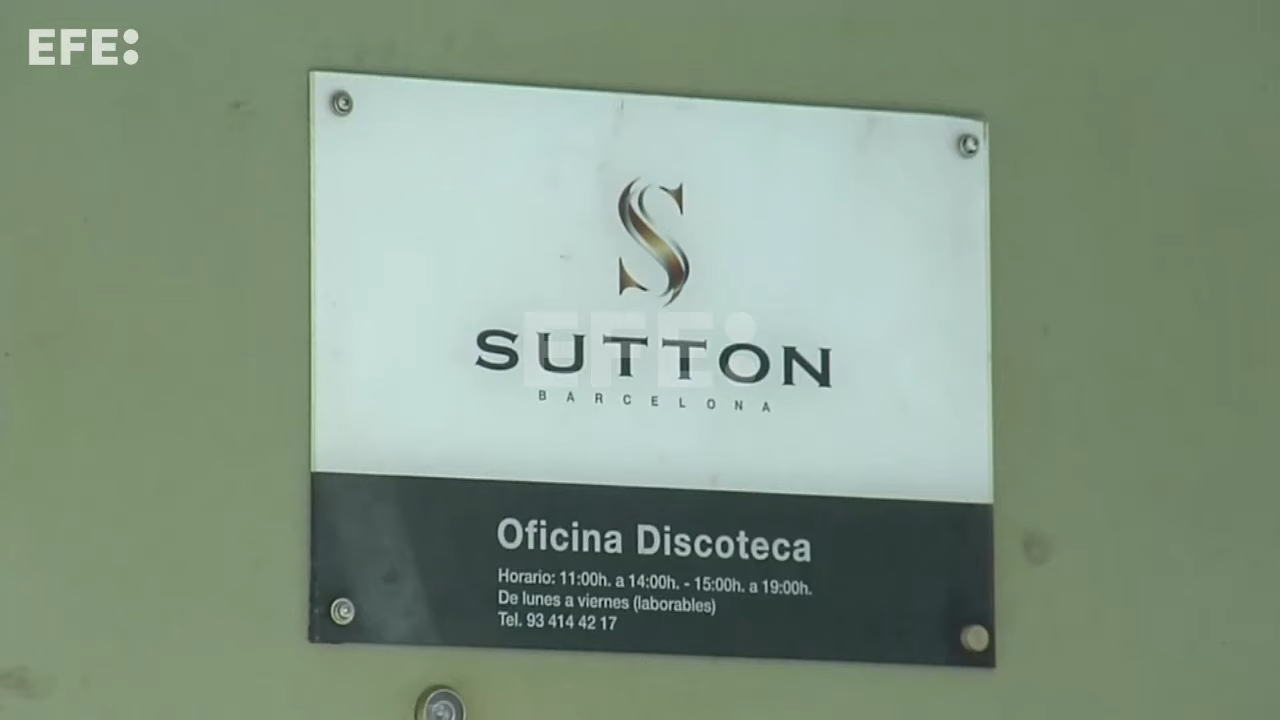 EFE:
S
SUTTON
BARCELONA
EFE:
Oficina Discoteca
Horario: 11:00h. a 14:00h. - 15:00h. a 19:00h.
De lunes a viernes (laborables)
Tel. 93 414 42 17